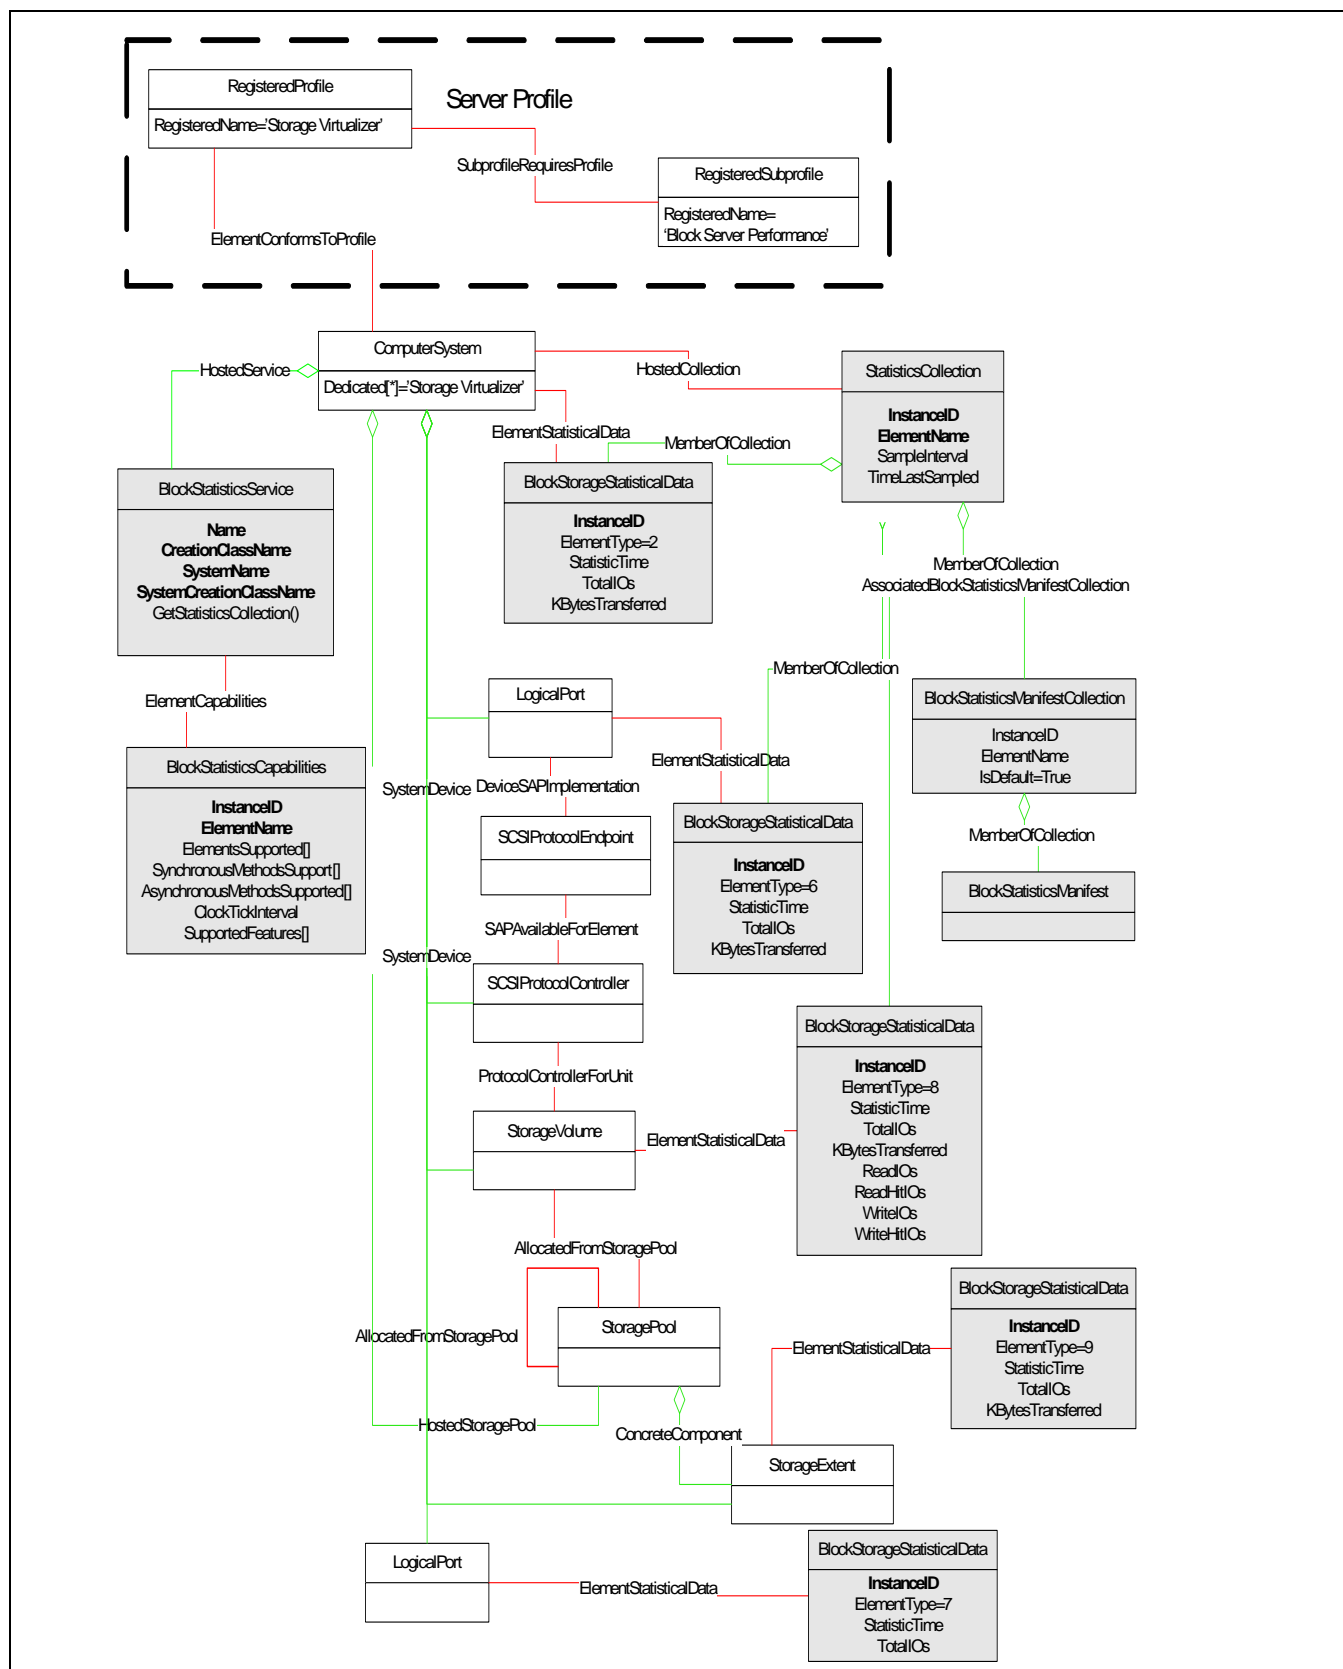 RegisteredProfile
RegisteredName='Storage Virtualizer'
Server Profile
SubprofileRequiresProfile
RegisteredSubprofile
RegisteredName=
'Block Server Performance'
ElementConformsToProfile
ComputerSystem
Dedicated[*]='Storage Virtualizer'
HostedService
HostedCollection
StatisticsCollection
InstanceID
ElementName
SampleInterval
TimeLastSampled
ElementStatisticalData
MemberOfCollection
BlockStorageStatisticalData
InstanceID
ElementType=2
StatisticTime
TotalIOs
KBytesTransferred
BlockStatisticsService
Name
CreationClassName
SystemName
SystemCreationClassName
GetStatisticsCollection()
MemberOfCollection
AssociatedBlockStatisticsManifestCollection
ElementCapabilities
MemberOfCollection
LogicalPort
BlockStatisticsManifestCollection
InstanceID
ElementName
IsDefault=True
BlockStatisticsCapabilities
InstanceID
ElementName
ElementsSupported[]
SynchronousMethodsSupport[]
AsynchronousMethodsSupported[]
ClockTickInterval
SupportedFeatures[]
ElementStatisticalData
SystemDevice
DeviceSAPImplementation
BlockStorageStatisticalData
InstanceID
ElementType=6
StatisticTime
TotalIOs
KBytesTransferred
SCSIProtocolEndpoint
MemberOfCollection
BlockStatisticsManifest
SAPAvailableForElement
SystemDevice
SCSIProtocolController
BlockStorageStatisticalData
InstanceID
ElementType=8
StatisticTime
TotalIOs
KBytesTransferred
ReadIOs
ReadHitIOs
WriteIOs
WriteHitIOs
ProtocolControllerForUnit
StorageVolume
ElementStatisticalData
AllocatedFromStoragePool
StoragePool
AllocatedFromStoragePool
BlockStorageStatisticalData
InstanceID
ElementType=9
StatisticTime
TotalIOs
KBytesTransferred
ElementStatisticalData
HostedStoragePool
ConcreteComponent
StorageExtent
LogicalPort
ElementStatisticalData
BlockStorageStatisticalData
InstanceID
ElementType=7
StatisticTime
TotalIOs